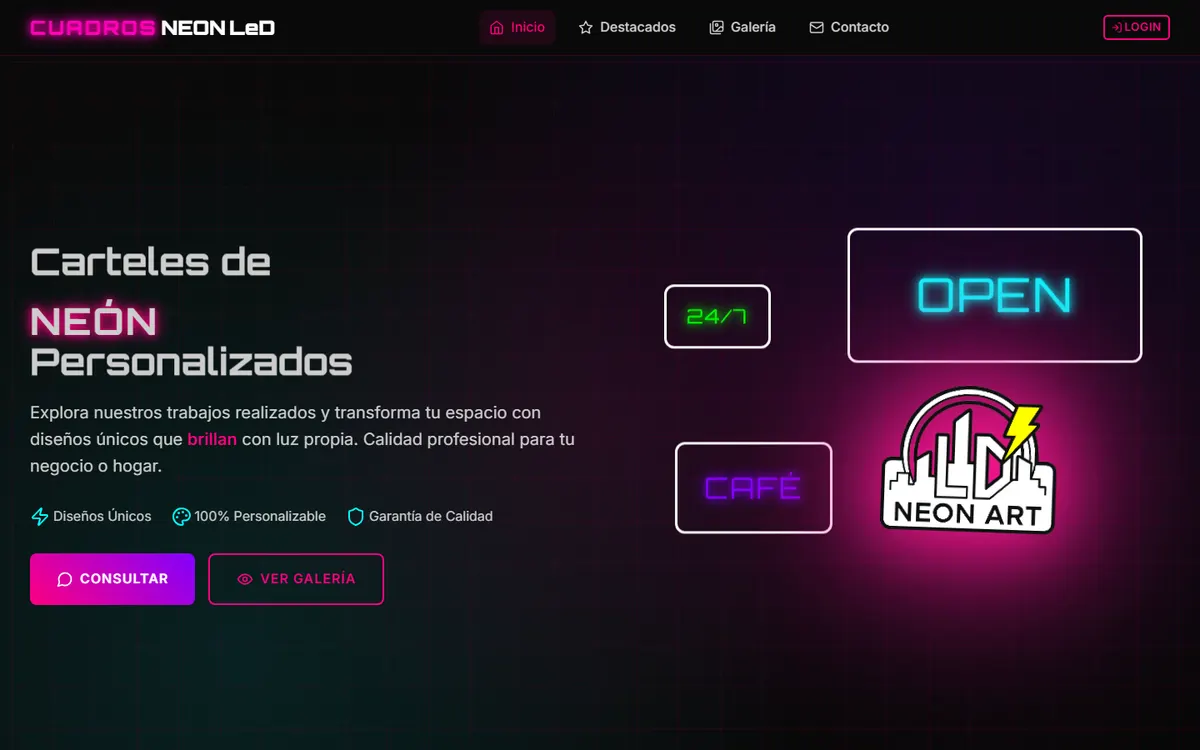 CUADROS NEON LeD
Inicio
Destacados
Galería
Contacto
LOGIN
Carteles de
NEÓN
Personalizados
Explora nuestros trabajos realizados y transforma tu espacio con
diseños únicos que brillan con luz propia. Calidad profesional para tu
negocio o hogar.
Diseños Únicos
100% Personalizable
Garantía de Calidad
CONSULTAR
VER GALERÍA
24/7
OPEN
CAFÉ
LD
NEON ART